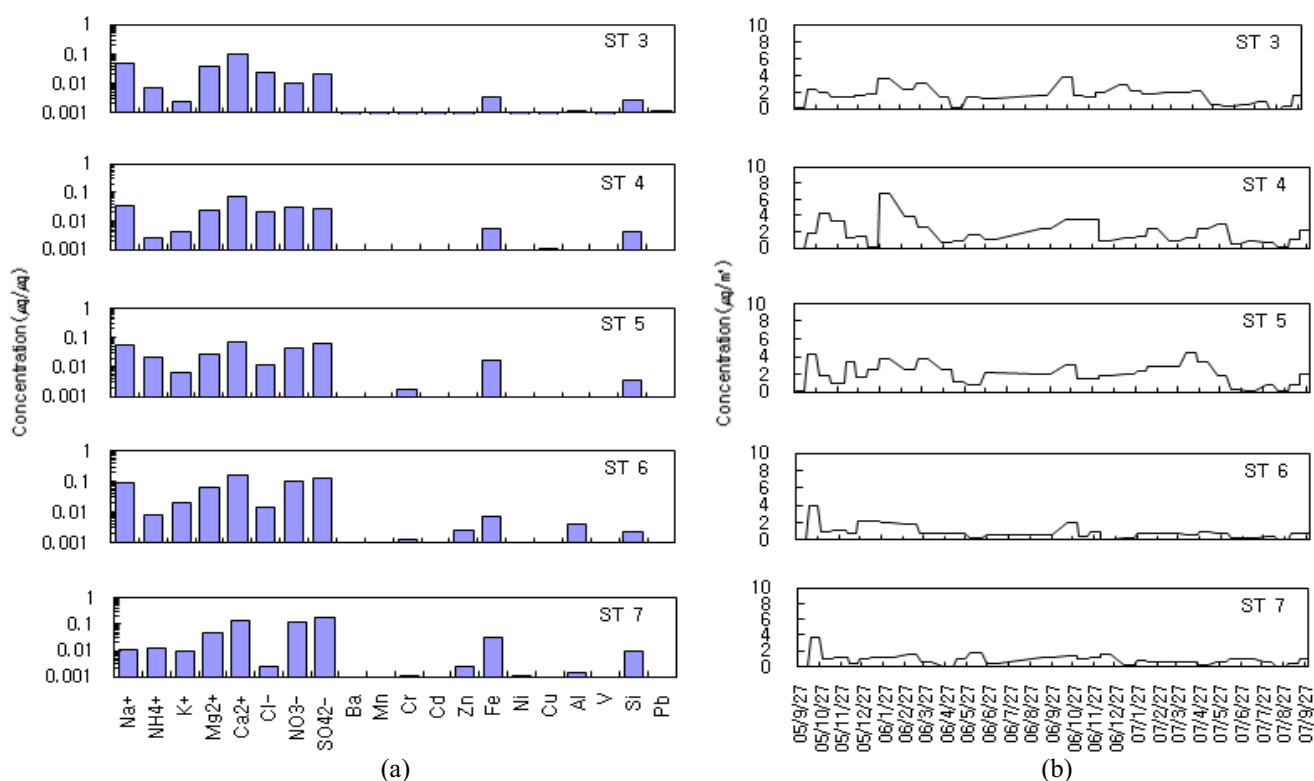 Concentration(μg/μg)
1
0.1
0.01
0.001
ST 3
1
0.1
0.01
0.001
ST 4
1
0.1
0.01
0.001
ST 5
1
0.1
0.01
0.001
ST 6
1
0.1
0.01
0.001
ST 7
Na+
NH4+
K+
Mg2+
Ca2+
Cl-
NO3-
SO42-
Ba
Mn
Cr
Cd
Zn
Fe
Ni
Cu
Al
V
Si
Pb
(a)
Concentration(μg/m³)
10
8
6
4
2
0
ST 3
10
8
6
4
2
0
ST 4
10
8
6
4
2
0
ST 5
10
8
6
4
2
0
ST 6
10
8
6
4
2
0
ST 7
05/9/27
05/10/27
05/11/27
05/12/27
06/1/27
06/2/27
06/3/27
06/4/27
06/5/27
06/6/27
06/7/27
06/8/27
06/9/27
06/10/27
06/11/27
06/12/27
07/1/27
07/2/27
07/3/27
07/4/27
07/5/27
07/6/27
07/7/27
07/8/27
07/9/27
(b)